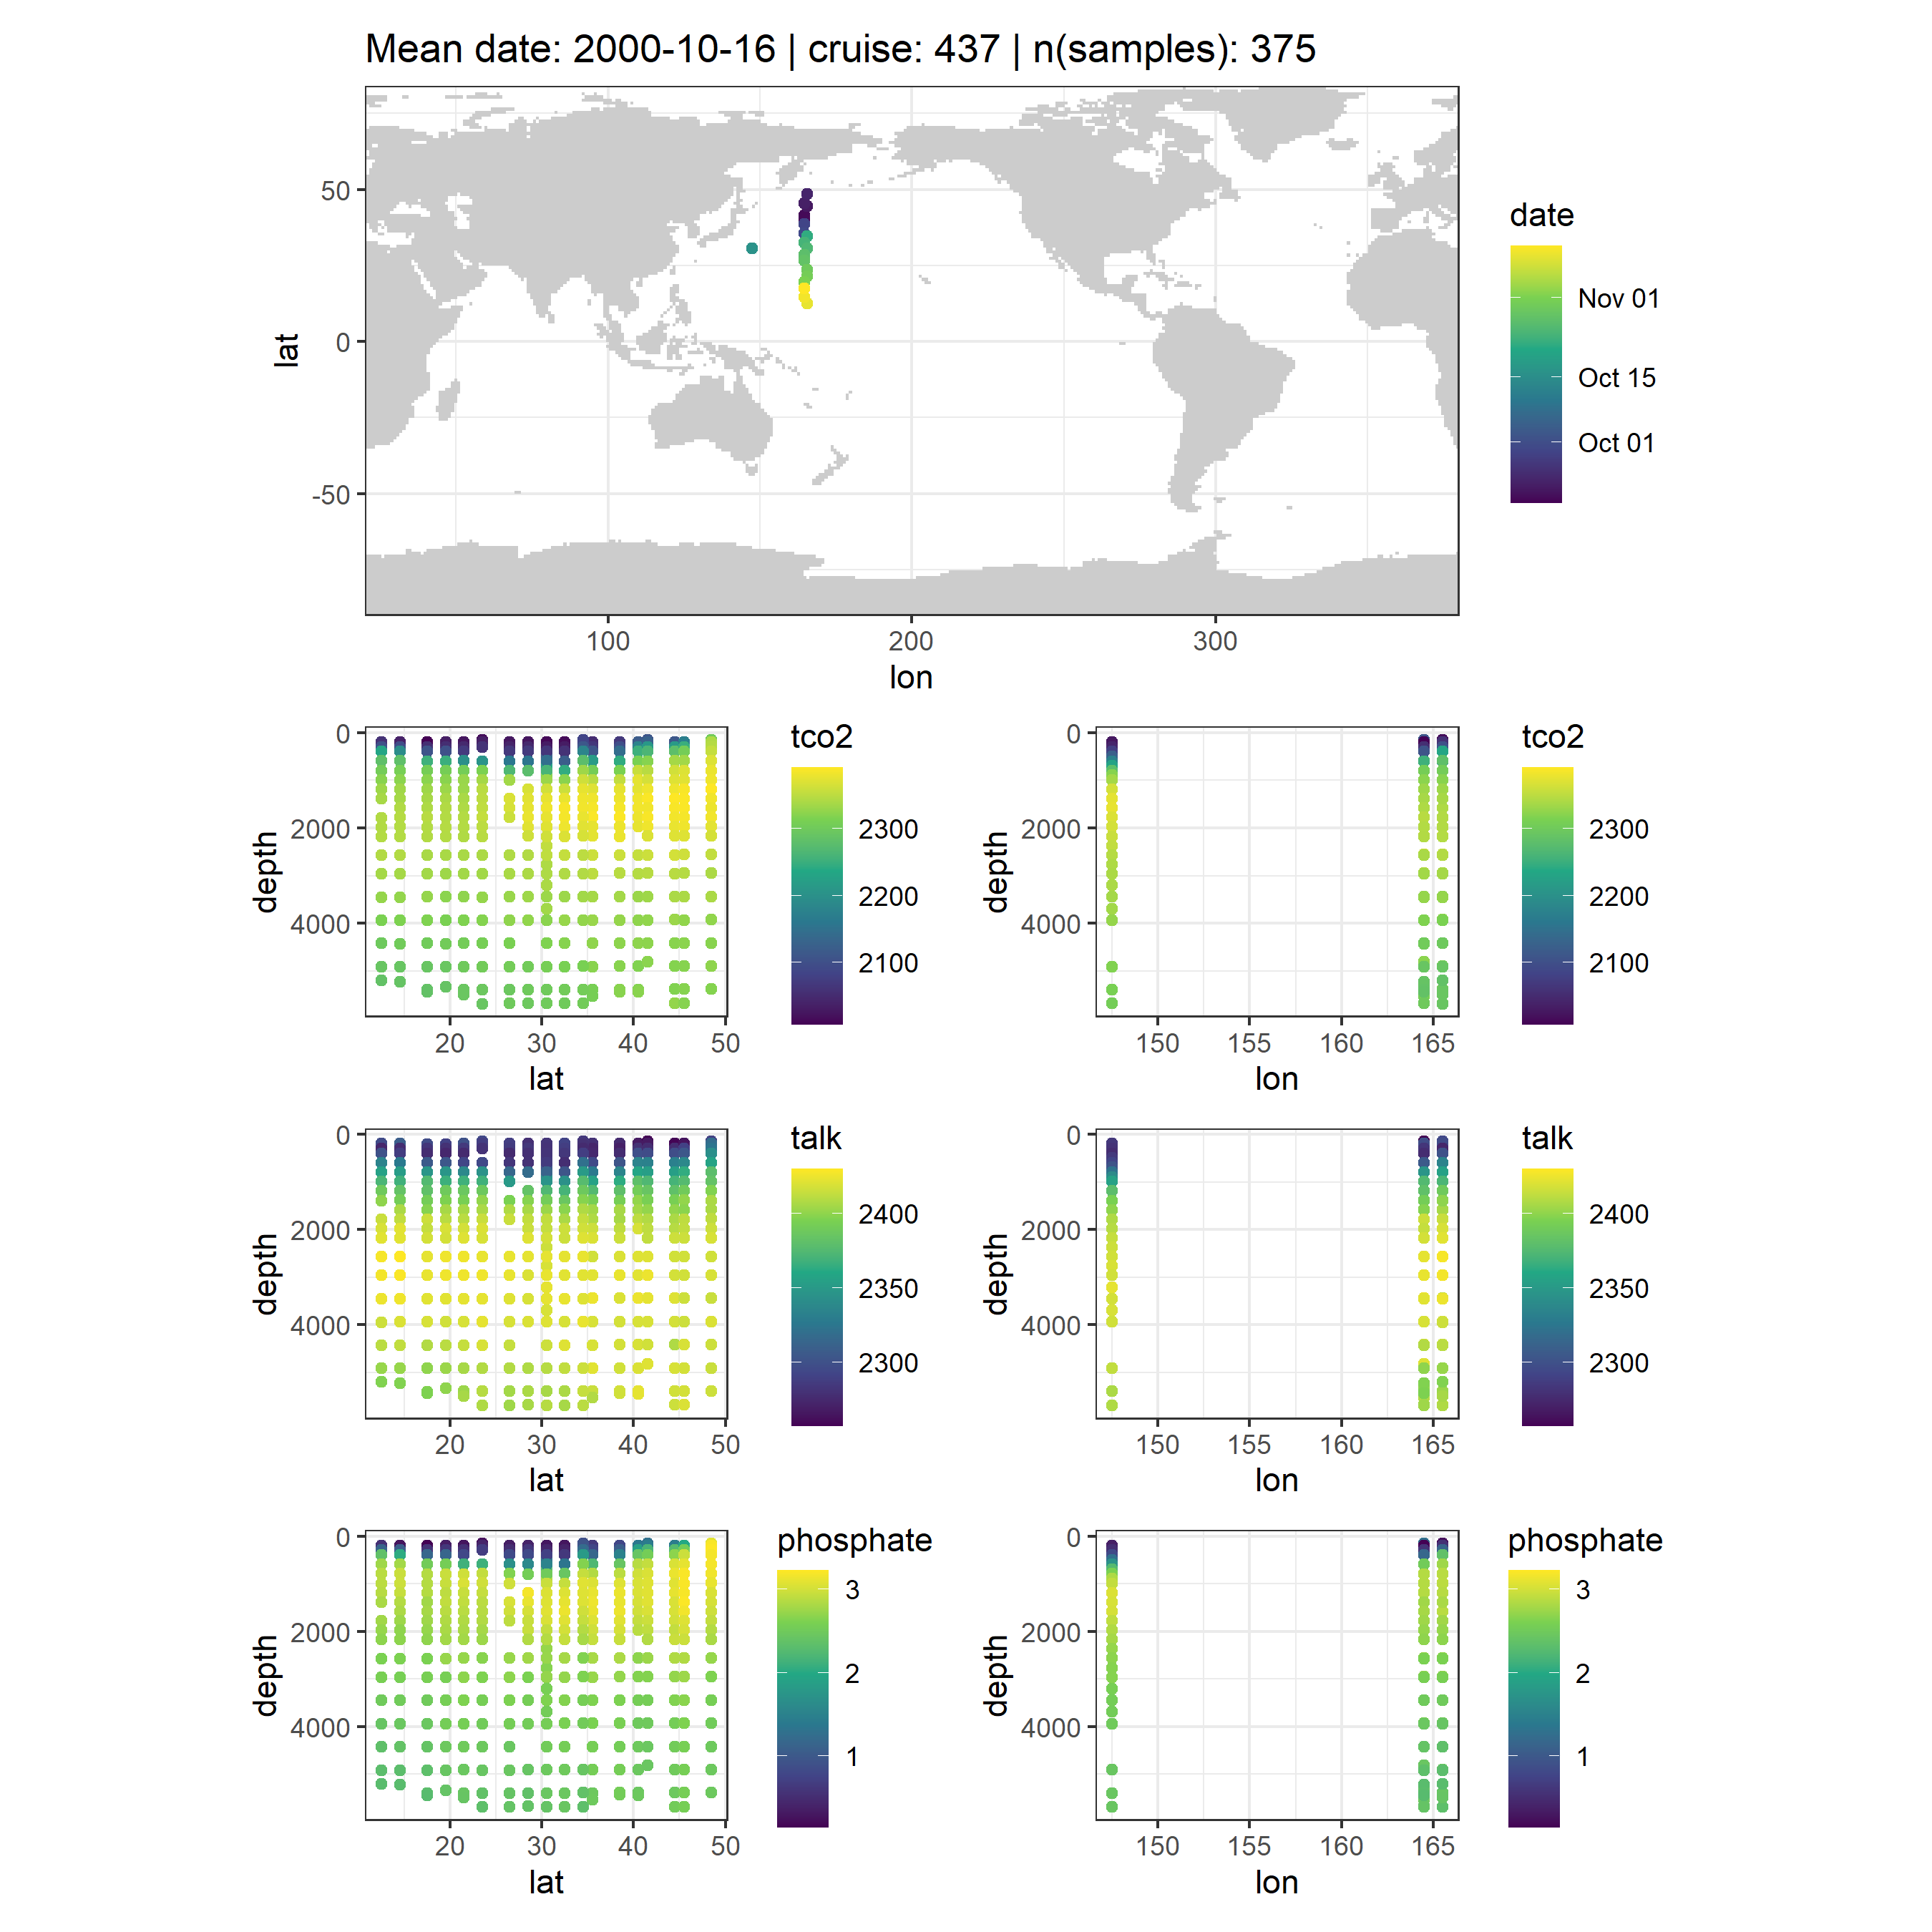 Mean date: 2000-10-16 | cruise: 437 | n(samples): 375
50
0
-50
lat
100
200
300
lon
date
Nov 01
Oct 15
Oct 01
0
2000
4000
depth
20
30
40
50
lat
tco2
2300
2200
2100
0
2000
4000
depth
150
155
160
165
lon
tco2
2300
2200
2100
0
2000
4000
depth
20
30
40
50
lat
talk
2400
2350
2300
0
2000
4000
depth
150
155
160
165
lon
talk
2400
2350
2300
0
2000
4000
depth
20
30
40
50
lat
phosphate
3
2
1
0
2000
4000
depth
150
155
160
165
lon
phosphate
3
2
1